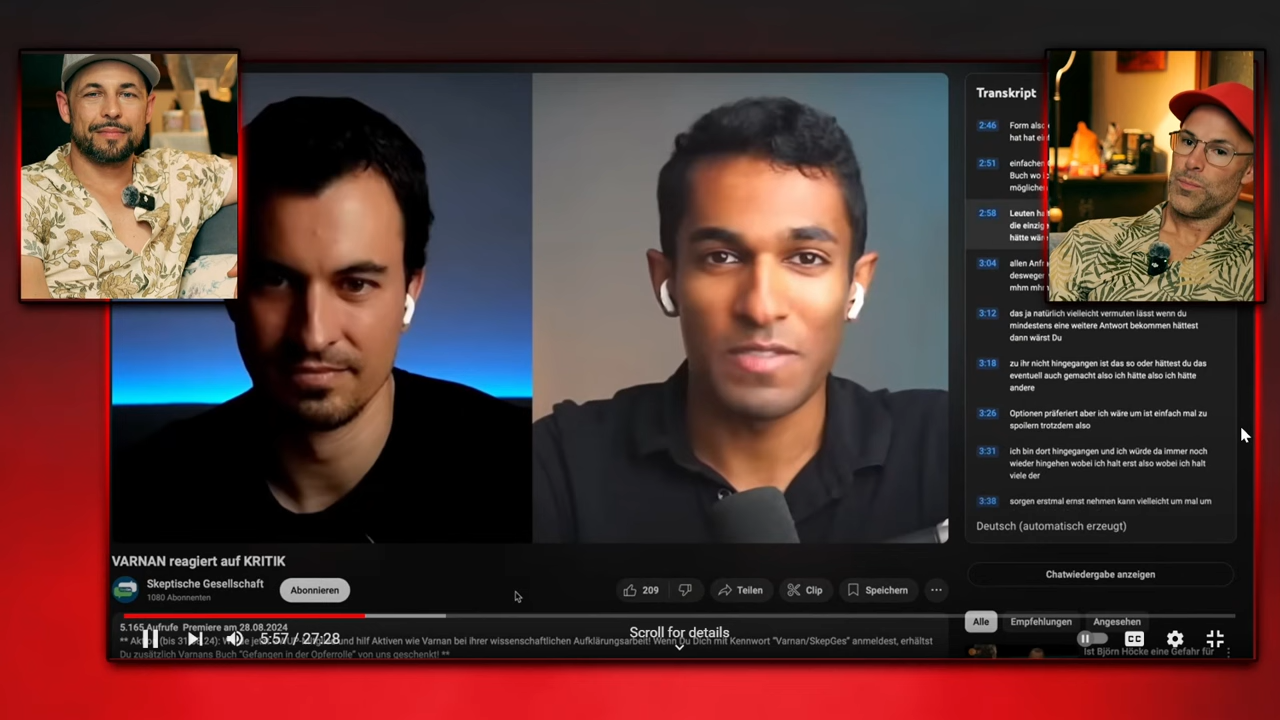 Transkript
2:46
Form also
hat hat
2:51
einfachen
Buch wo
möglichen
2:58
Leuten
die einzig
hätte
3:04
allen
deswegen
mhm
3:12
das ja natürlich vielleicht vermuten lässt wenn du
mindestens eine weitere Antwort bekommen hättest
dann wärst Du
3:18
zu ihr nicht hingegangen ist das so oder hättest du das
eventuell auch gemacht also ich hätte also ich hätte
andere
3:26
Optionen präferiert aber ich wäre um ist einfach mal zu
spoilern trotzdem also
3:31
ich bin dort hingegangen und ich würde da immer noch
wieder hingehen wobei ich halt erst also wobei ich halt
viele der
3:38
sorgen erstmal ernst nehmen kann vielleicht um mal um
Deutsch (automatisch erzeugt)
Chatwiedergabe anzeigen
VARNAN reagiert auf KRITIK
Skeptische Gesellschaft
1080 Abonnenten
Abonnieren
209
Teilen
Clip
Speichern
5.165 Aufrufe Premiere am 28.08.2024
und hilf Aktiven wie Varnan bei ihrer wissenschaftlichen Aufklärungsarbeit! Wenn Du Dich mit Kennwort "Varnan/SkepGes" anmeldest, erhältst
Du zusätzlich Varnans Buch "Gefangen in der Opferrolle" von uns geschenkt! **
5:57 / 27:28
Scroll for details
Alle
Empfehlungen
Angesehen
CC
Ist Björn Höcke eine Gefahr für